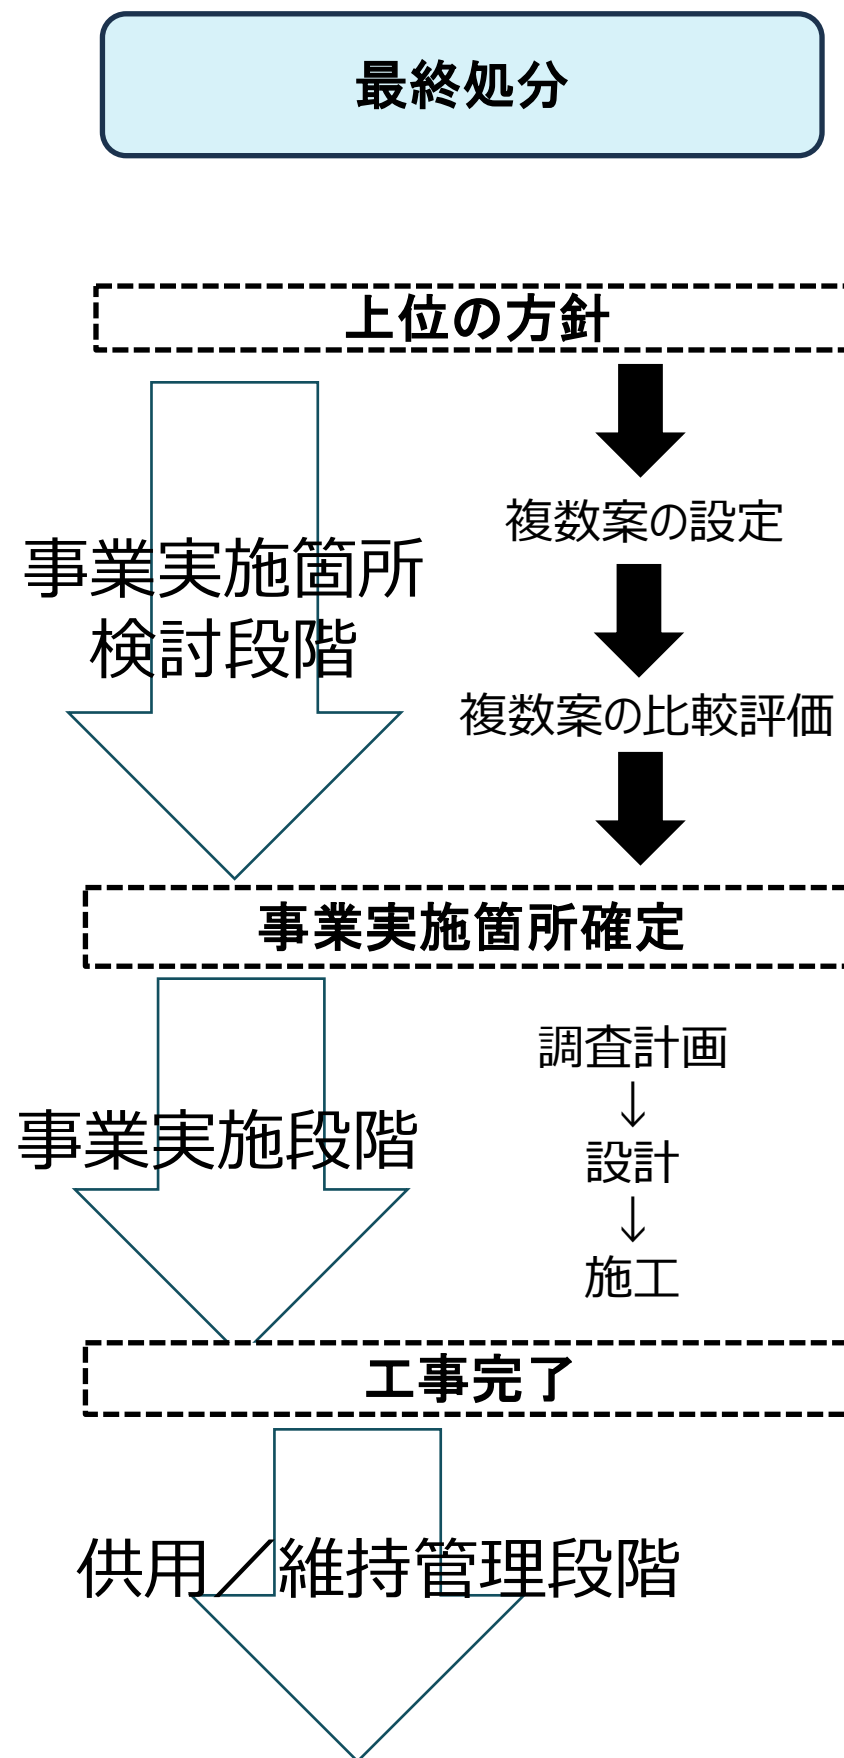 最終処分
上位の方針
複数案の設定
事業実施箇所
検討段階
複数案の比較評価
事業実施箇所確定
調査計画
↓
事業実施段階
設計
↓
施工
工事完了
供用／維持管理段階